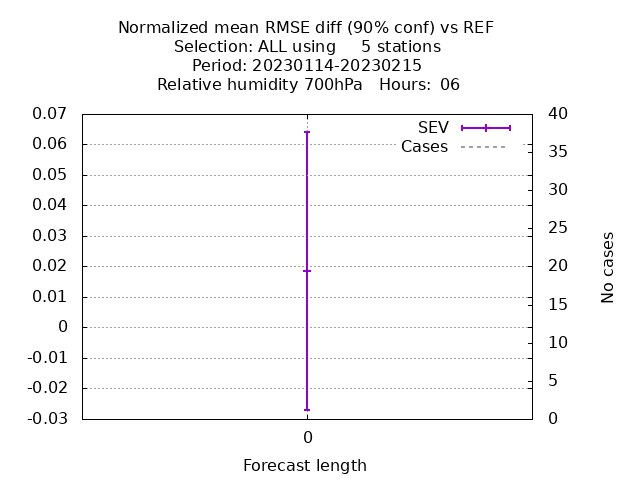 Normalized mean RMSE diff (90% conf) vs REF
Selection: ALL using     5 stations
Period: 20230114-20230215
Relative humidity 700hPa   Hours:  06
0.07
0.06
0.05
0.04
0.03
0.02
0.01
0
-0.01
-0.02
-0.03
SEV
Cases
40
35
30
25
20
15
10
5
0
No cases
0
Forecast length